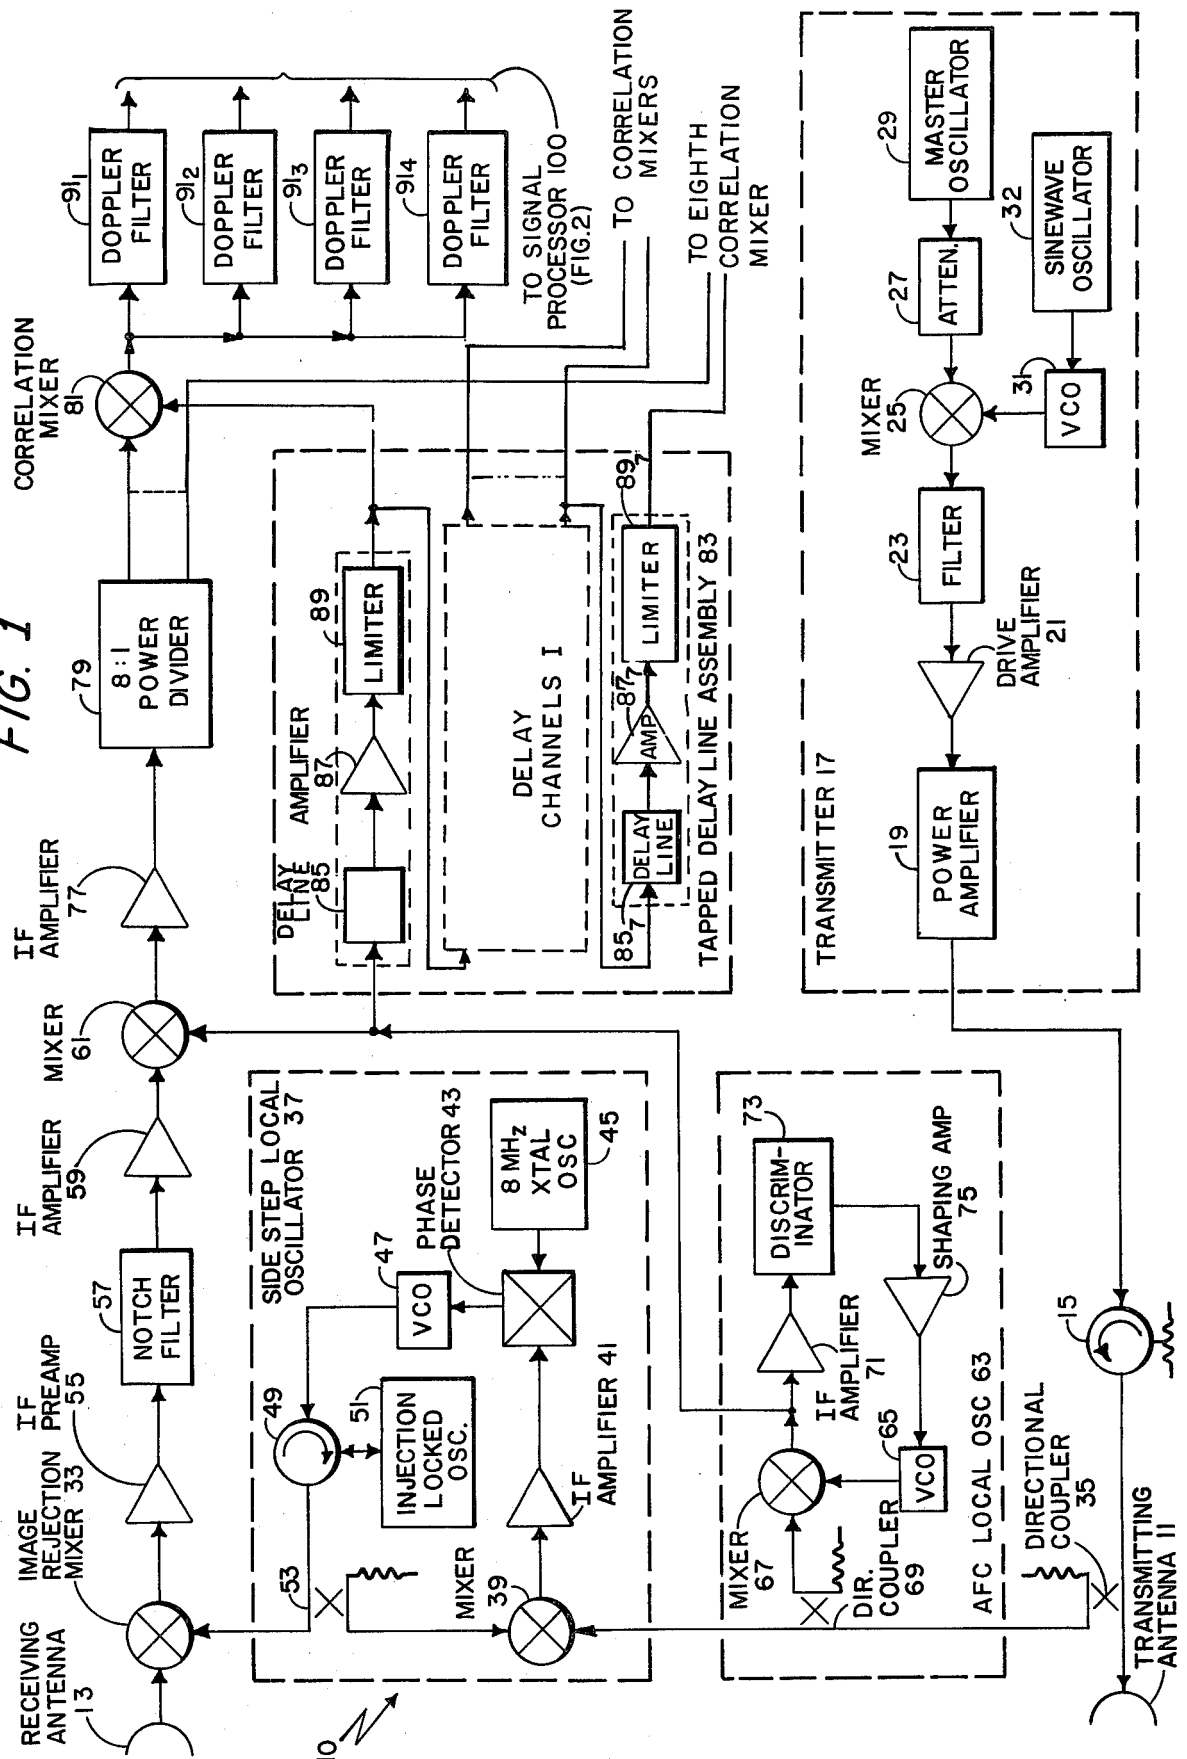 FIG. 1
RECEIVING
ANTENNA
13
IMAGE
REJECTION
MIXER 33
IF
PREAMP
55
57
NOTCH
FILTER
IF
AMPLIFIER
59
MIXER
61
IF
AMPLIFIER
77
79
8:1
POWER
DIVIDER
CORRELATION
MIXER
81
91₁
DOPPLER
FILTER
91₂
DOPPLER
FILTER
91₃
DOPPLER
FILTER
91₄
DOPPLER
FILTER
TO SIGNAL
PROCESSOR 100
(FIG.2)
TO CORRELATION
MIXERS
TO EIGHTH
CORRELATION
MIXER
10
SIDE STEP LOCAL
OSCILLATOR 37
53
49
51
INJECTION
LOCKED
OSC.
47
VCO
PHASE
DETECTOR 43
8 MHz
XTAL
OSC
45
MIXER
39
IF
AMPLIFIER 41
DELAY
LINE
85
AMPLIFIER
87
89
LIMITER
DELAY
CHANNELS I
85₇
DELAY
LINE
87₇
AMP
89₇
LIMITER
TAPPED DELAY LINE ASSEMBLY 83
MIXER
67
DIR.
COUPLER
69
IF
AMPLIFIER
71
73
DISCRIM-
INATOR
SHAPING AMP
75
65
VCO
AFC LOCAL OSC 63
DIRECTIONAL
COUPLER
35
TRANSMITTING
ANTENNA 11
15
TRANSMITTER 17
19
POWER
AMPLIFIER
DRIVE
AMPLIFIER
21
23
FILTER
MIXER
25
27
ATTEN.
29
MASTER
OSCILLATOR
31
VCO
32
SINEWAVE
OSCILLATOR